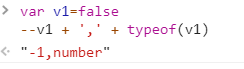 > var v1=false
--v1 + ',' + typeof(v1)
< "-1,number"